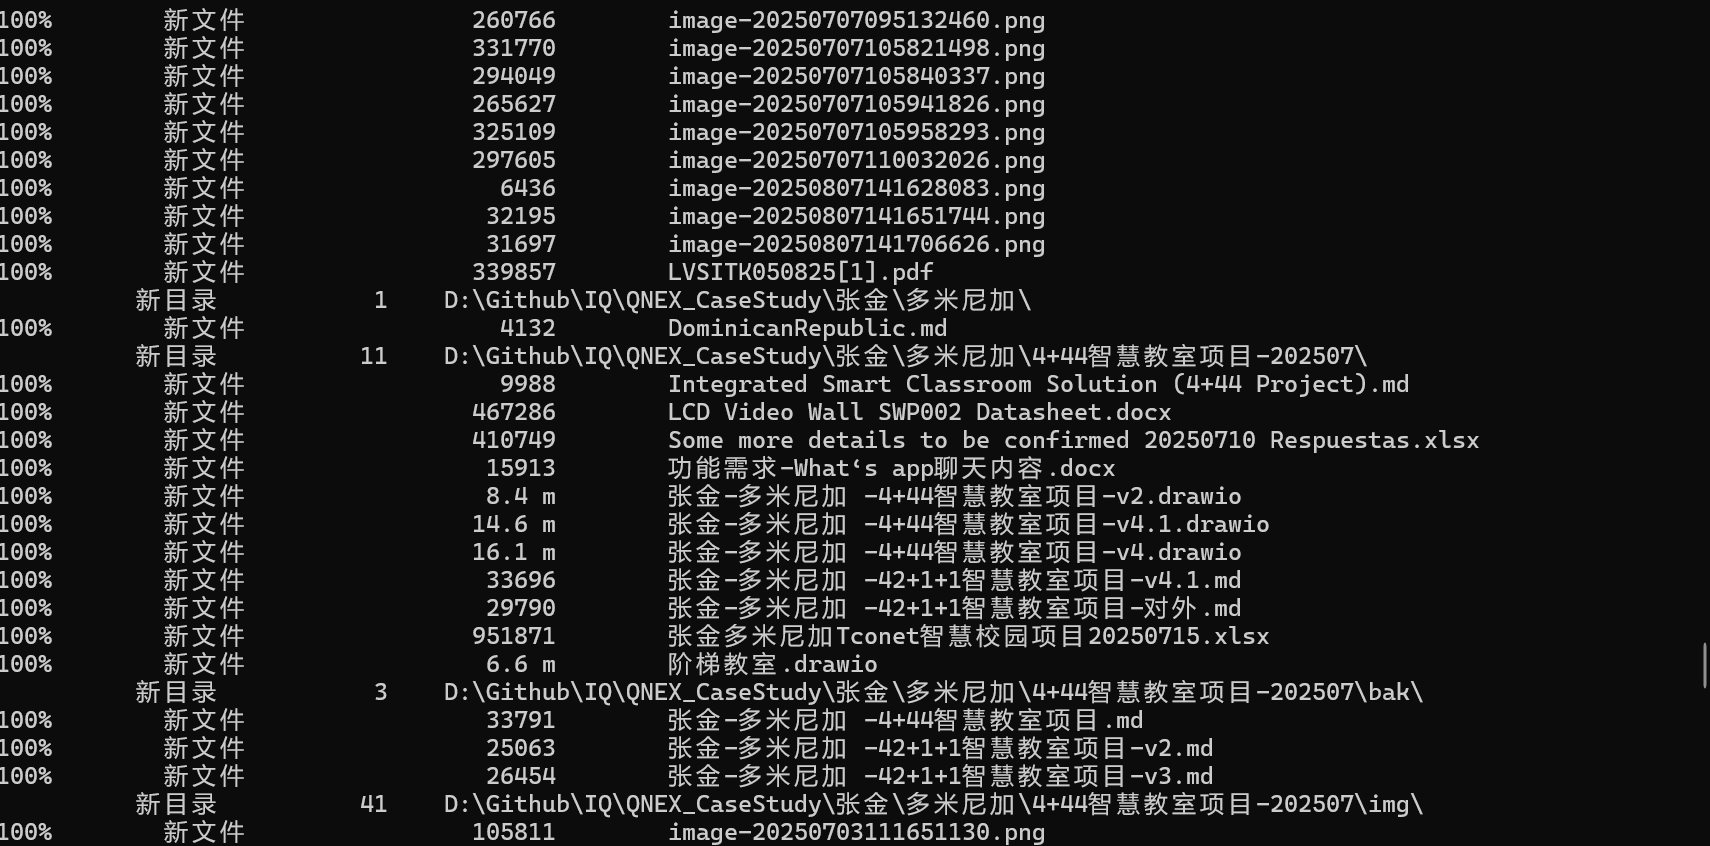 100% 新文件 260766 image-20250707095132460.png
100% 新文件 331770 image-20250707105821498.png
100% 新文件 294049 image-20250707105840337.png
100% 新文件 265627 image-20250707105941826.png
100% 新文件 325109 image-20250707105958293.png
100% 新文件 297605 image-20250707110032026.png
100% 新文件 6436 image-20250807141628083.png
100% 新文件 32195 image-20250807141651744.png
100% 新文件 31697 image-20250807141706626.png
100% 新文件 339857 LVSITK050825[1].pdf
新目录 1 D:\Github\IQ\QNEX_CaseStudy\张金\多米尼加\
100% 新文件 4132 DominicanRepublic.md
新目录 11 D:\Github\IQ\QNEX_CaseStudy\张金\多米尼加\4+44智慧教室项目-202507\
100% 新文件 9988 Integrated Smart Classroom Solution (4+44 Project).md
100% 新文件 467286 LCD Video Wall SWP002 Datasheet.docx
100% 新文件 410749 Some more details to be confirmed 20250710 Respuestas.xlsx
100% 新文件 15913 功能需求-What‘s app聊天内容.docx
100% 新文件 8.4 m 张金-多米尼加 -4+44智慧教室项目-v2.drawio
100% 新文件 14.6 m 张金-多米尼加 -4+44智慧教室项目-v4.1.drawio
100% 新文件 16.1 m 张金-多米尼加 -4+44智慧教室项目-v4.drawio
100% 新文件 33696 张金-多米尼加 -42+1+1智慧教室项目-v4.1.md
100% 新文件 29790 张金-多米尼加 -42+1+1智慧教室项目-对外.md
100% 新文件 951871 张金多米尼加Tconet智慧校园项目20250715.xlsx
100% 新文件 6.6 m 阶梯教室.drawio
新目录 3 D:\Github\IQ\QNEX_CaseStudy\张金\多米尼加\4+44智慧教室项目-202507\bak\
100% 新文件 33791 张金-多米尼加 -4+44智慧教室项目.md
100% 新文件 25063 张金-多米尼加 -42+1+1智慧教室项目-v2.md
100% 新文件 26454 张金-多米尼加 -42+1+1智慧教室项目-v3.md
新目录 41 D:\Github\IQ\QNEX_CaseStudy\张金\多米尼加\4+44智慧教室项目-202507\img\
100% 新文件 105811 image-20250703111651130.png